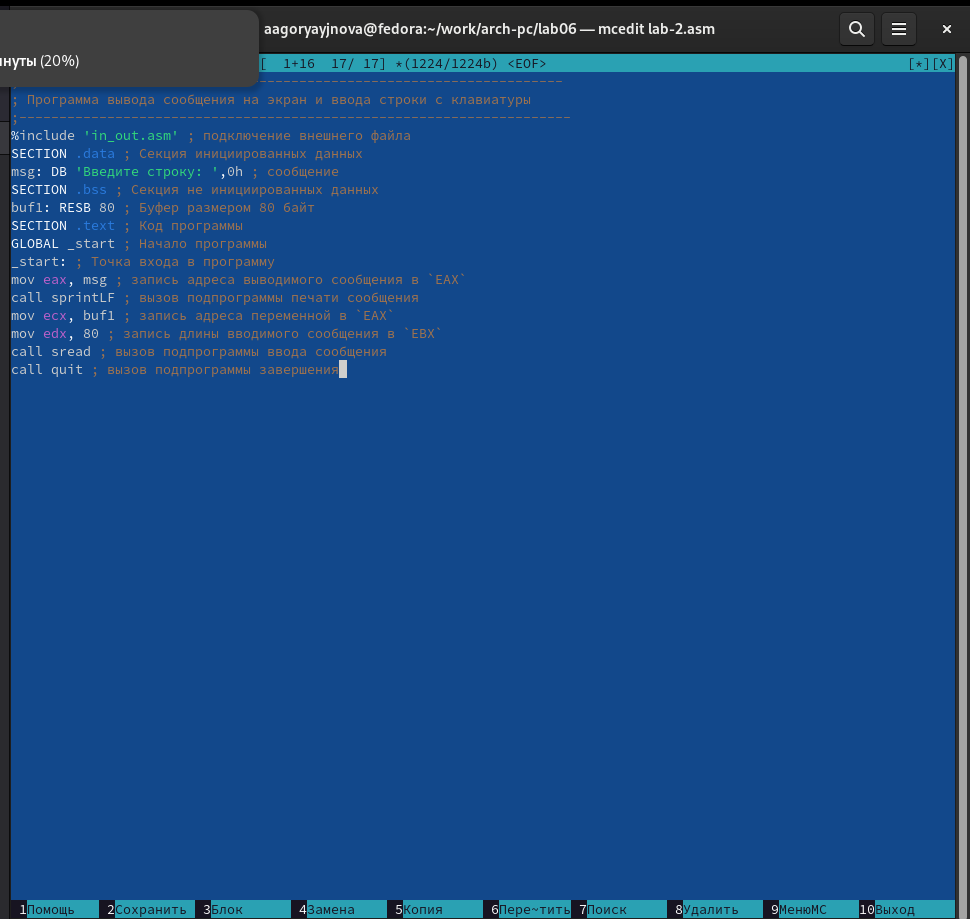 aagoryayjnova@fedora:~/work/arch-pc/lab06 — mcedit lab-2.asm
(20%)
[ 1+16 17/ 17] *(1224/1224b) <EOF> [*][X]
;---------------------------------------------------------------------
; Программа вывода сообщения на экран и ввода строки с клавиатуры
;---------------------------------------------------------------------
%include 'in_out.asm' ; подключение внешнего файла
SECTION .data ; Секция инициированных данных
msg: DB 'Введите строку: ',0h ; сообщение
SECTION .bss ; Секция не инициированных данных
buf1: RESB 80 ; Буфер размером 80 байт
SECTION .text ; Код программы
GLOBAL _start ; Начало программы
_start: ; Точка входа в программу
mov eax, msg ; запись адреса выводимого сообщения в `EAX`
call sprintLF ; вызов подпрограммы печати сообщения
mov ecx, buf1 ; запись адреса переменной в `EAX`
mov edx, 80 ; запись длины вводимого сообщения в `EBX`
call sread ; вызов подпрограммы ввода сообщения
call quit ; вызов подпрограммы завершения
1Помощь 2Сохранить 3Блок 4Замена 5Копия 6Пере~тить 7Поиск 8Удалить 9МенюМС 10Выход